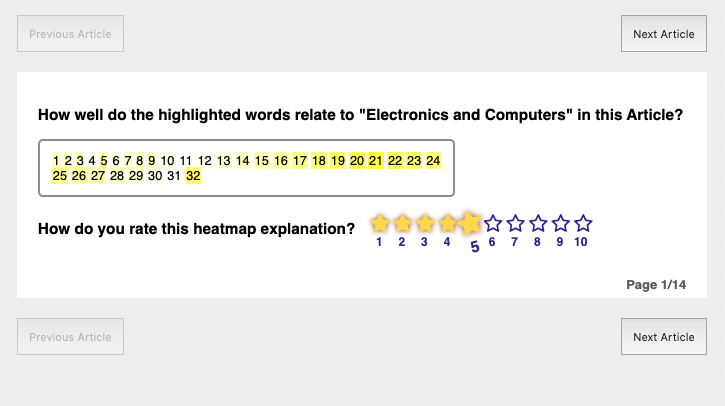 Previous Article
Next Article
How well do the highlighted words relate to "Electronics and Computers" in this Article?
1 2 3 4 5 6 7 8 9 10 11 12 13 14 15 16 17 18 19 20 21 22 23 24
25 26 27 28 29 30 31 32
How do you rate this heatmap explanation?
1 2 3 4 5 6 7 8 9 10
Page 1/14
Previous Article
Next Article